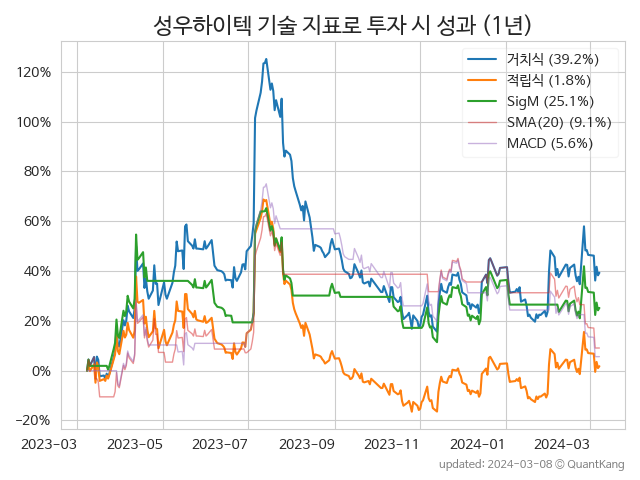 성우하이텍 기술 지표로 투자 시 성과 (1년)
거치식 (39.2%)
적립식 (1.8%)
SigM (25.1%)
SMA(20) (9.1%)
MACD (5.6%)
120%
100%
80%
60%
40%
20%
0%
−20%
2023-03
2023-05
2023-07
2023-09
2023-11
2024-01
2024-03
updated: 2024-03-08 © QuantKang